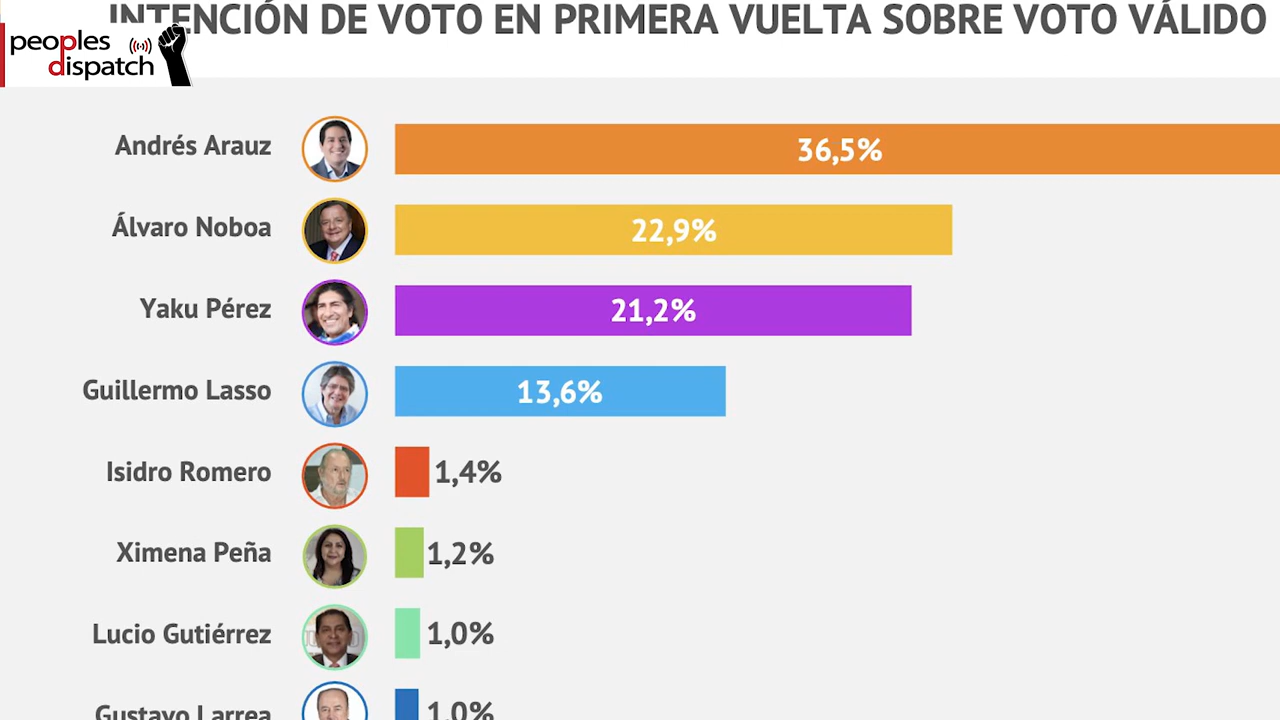 INTENCIÓN DE VOTO EN PRIMERA VUELTA SOBRE VOTO VÁLIDO
peoples
dispatch
Andrés Arauz 36,5%
Álvaro Noboa 22,9%
Yaku Pérez 21,2%
Guillermo Lasso 13,6%
Isidro Romero 1,4%
Ximena Peña 1,2%
Lucio Gutiérrez 1,0%
Gustavo Larrea 1,0%